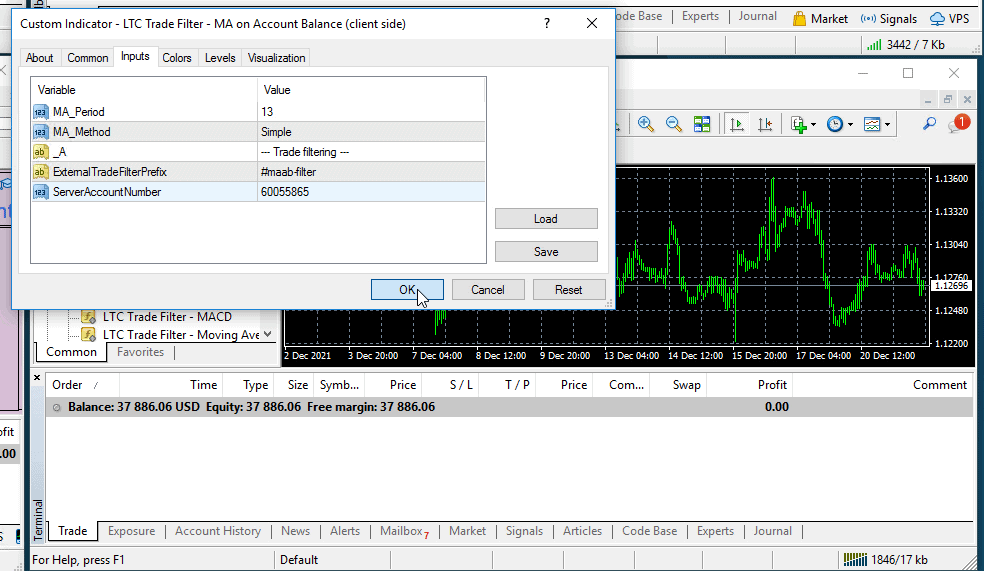 Custom Indicator - LTC Trade Filter - MA on Account Balance (client side)
?
About Common Inputs Colors Levels Visualization
Variable Value
MA_Period 13
MA_Method Simple
_A --- Trade filtering ---
ExternalTradeFilterPrefix #maab-filter
ServerAccountNumber 60055865
Load
Save
OK Cancel Reset
ode Base Experts Journal Market Signals VPS
3442 / 7 Kb
1
1.13600
1.13320
1.13040
1.12760
1.12696
1.12480
1.12200
2 Dec 2021 3 Dec 20:00 7 Dec 04:00 8 Dec 12:00 9 Dec 20:00 13 Dec 04:00 14 Dec 12:00 15 Dec 20:00 17 Dec 04:00 20 Dec 12:00
LTC Trade Filter - MACD
LTC Trade Filter - Moving Ave
Common Favorites
Order / Time Type Size Symb... Price S / L T / P Price Com... Swap Profit Comment
Balance: 37 886.06 USD Equity: 37 886.06 Free margin: 37 886.06 0.00
ofit
.00
Terminal
Trade Exposure Account History News Alerts Mailbox 7 Market Signals Articles Code Base Experts Journal
For Help, press F1 Default 1846/17 kb